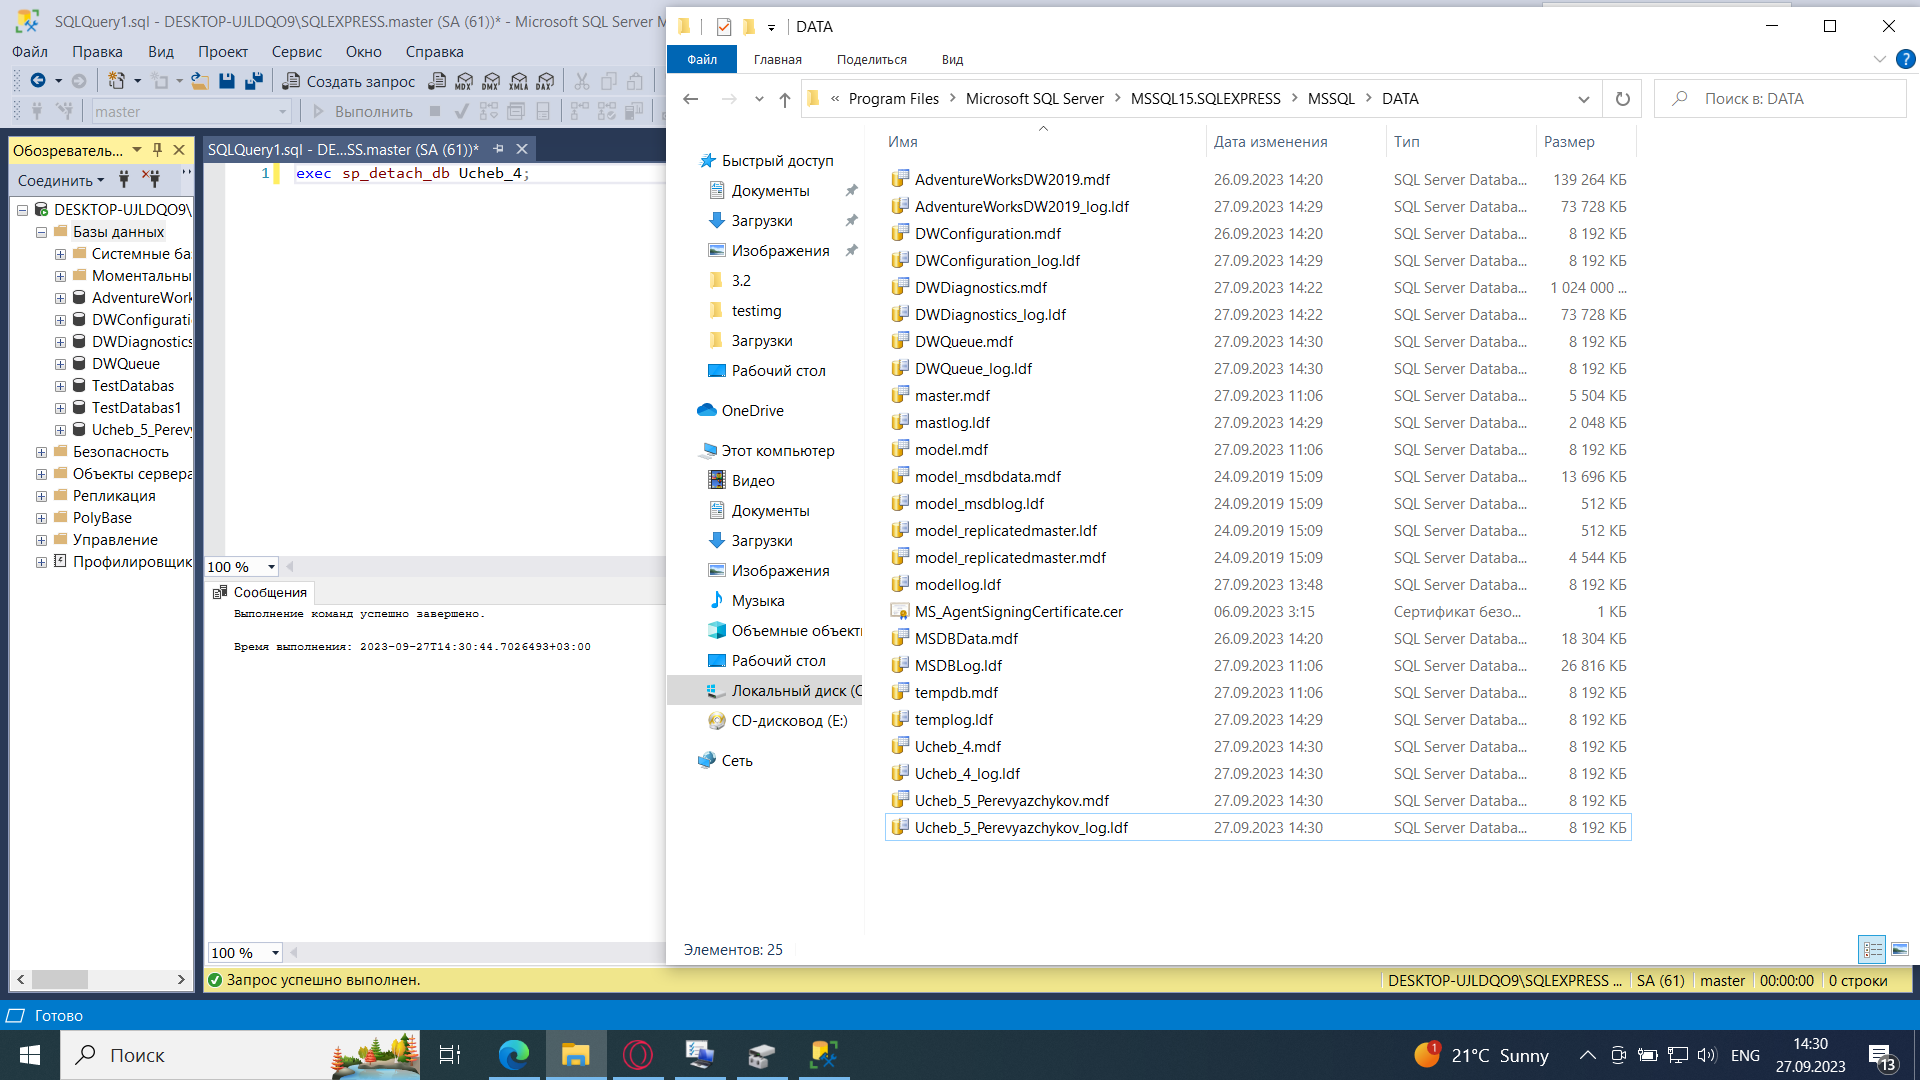 SQLQuery1.sql - DESKTOP-UJLDQO9\SQLEXPRESS.master (SA (61))* - Microsoft SQL Server M
Файл Правка Вид Проект Сервис Окно Справка
Создать запрос
MDX DMX XMLA DAX
master
Выполнить
Обозреватель...
Соединить
DESKTOP-UJLDQO9\
Базы данных
Системные ба
Моментальны
AdventureWork
DWConfigurati
DWDiagnostics
DWQueue
TestDatabas
TestDatabas1
Ucheb_5_Perevy
Безопасность
Объекты сервера
Репликация
PolyBase
Управление
Профилировщик
SQLQuery1.sql - DE...SS.master (SA (61))*
1 exec sp_detach_db Ucheb_4;
100 %
Сообщения
Выполнение команд успешно завершено.
Время выполнения: 2023-09-27T14:30:44.7026493+03:00
100 %
Запрос успешно выполнен.
DESKTOP-UJLDQO9\SQLEXPRESS ... SA (61) master 00:00:00 0 строки
Готово
DATA
Файл Главная Поделиться Вид
« Program Files > Microsoft SQL Server > MSSQL15.SQLEXPRESS > MSSQL > DATA
Поиск в: DATA
Быстрый доступ
Документы
Загрузки
Изображения
3.2
testimg
Загрузки
Рабочий стол
OneDrive
Этот компьютер
Видео
Документы
Загрузки
Изображения
Музыка
Объемные объект
Рабочий стол
Локальный диск (C
CD-дисковод (E:)
Сеть
Имя Дата изменения Тип Размер
AdventureWorksDW2019.mdf 26.09.2023 14:20 SQL Server Databa... 139 264 КБ
AdventureWorksDW2019_log.ldf 27.09.2023 14:29 SQL Server Databa... 73 728 КБ
DWConfiguration.mdf 26.09.2023 14:20 SQL Server Databa... 8 192 КБ
DWConfiguration_log.ldf 27.09.2023 14:29 SQL Server Databa... 8 192 КБ
DWDiagnostics.mdf 27.09.2023 14:22 SQL Server Databa... 1 024 000 ...
DWDiagnostics_log.ldf 27.09.2023 14:22 SQL Server Databa... 73 728 КБ
DWQueue.mdf 27.09.2023 14:30 SQL Server Databa... 8 192 КБ
DWQueue_log.ldf 27.09.2023 14:30 SQL Server Databa... 8 192 КБ
master.mdf 27.09.2023 11:06 SQL Server Databa... 5 504 КБ
mastlog.ldf 27.09.2023 14:29 SQL Server Databa... 2 048 КБ
model.mdf 27.09.2023 11:06 SQL Server Databa... 8 192 КБ
model_msdbdata.mdf 24.09.2019 15:09 SQL Server Databa... 13 696 КБ
model_msdblog.ldf 24.09.2019 15:09 SQL Server Databa... 512 КБ
model_replicatedmaster.ldf 24.09.2019 15:09 SQL Server Databa... 512 КБ
model_replicatedmaster.mdf 24.09.2019 15:09 SQL Server Databa... 4 544 КБ
modellog.ldf 27.09.2023 13:48 SQL Server Databa... 8 192 КБ
MS_AgentSigningCertificate.cer 06.09.2023 3:15 Сертификат безо... 1 КБ
MSDBData.mdf 26.09.2023 14:20 SQL Server Databa... 18 304 КБ
MSDBLog.ldf 27.09.2023 11:06 SQL Server Databa... 26 816 КБ
tempdb.mdf 27.09.2023 11:06 SQL Server Databa... 8 192 КБ
templog.ldf 27.09.2023 14:29 SQL Server Databa... 8 192 КБ
Ucheb_4.mdf 27.09.2023 14:30 SQL Server Databa... 8 192 КБ
Ucheb_4_log.ldf 27.09.2023 14:30 SQL Server Databa... 8 192 КБ
Ucheb_5_Perevyazchykov.mdf 27.09.2023 14:30 SQL Server Databa... 8 192 КБ
Ucheb_5_Perevyazchykov_log.ldf 27.09.2023 14:30 SQL Server Databa... 8 192 КБ
Элементов: 25
Поиск
1
21°C Sunny
ENG
14:30
27.09.2023
13